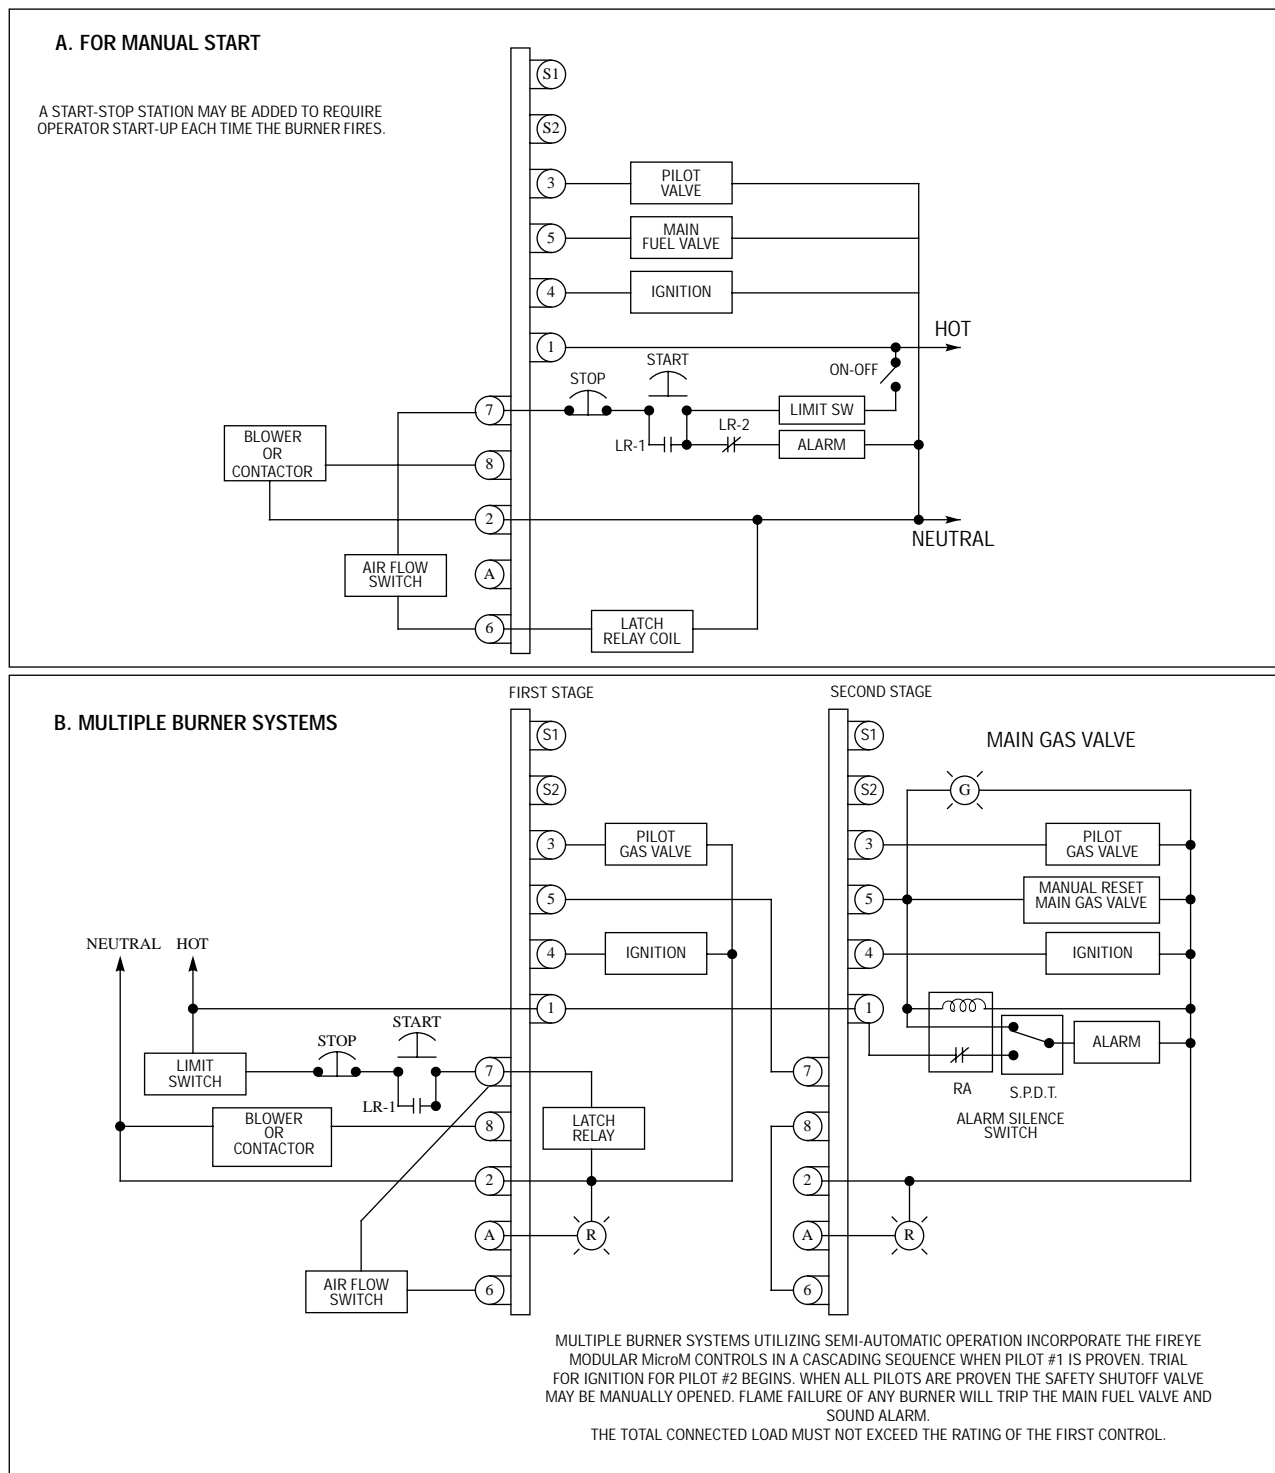 A. FOR MANUAL START
A START-STOP STATION MAY BE ADDED TO REQUIRE
OPERATOR START-UP EACH TIME THE BURNER FIRES.
S1
S2
3
PILOT
VALVE
5
MAIN
FUEL VALVE
4
IGNITION
1
HOT
START
STOP
ON-OFF
7
LIMIT SW
LR-1
LR-2
ALARM
BLOWER
OR
CONTACTOR
8
2
NEUTRAL
AIR FLOW
SWITCH
A
6
LATCH
RELAY COIL
FIRST STAGE
SECOND STAGE
B. MULTIPLE BURNER SYSTEMS
S1
S2
3
PILOT
GAS VALVE
5
4
IGNITION
1
NEUTRAL
HOT
START
STOP
LIMIT
SWITCH
LR-1
7
BLOWER
OR
CONTACTOR
8
LATCH
RELAY
2
A
R
AIR FLOW
SWITCH
6
S1
MAIN GAS VALVE
S2
G
3
PILOT
GAS VALVE
5
MANUAL RESET
MAIN GAS VALVE
4
IGNITION
1
ALARM
7
RA
S.P.D.T.
ALARM SILENCE
SWITCH
8
2
A
R
6
MULTIPLE BURNER SYSTEMS UTILIZING SEMI-AUTOMATIC OPERATION INCORPORATE THE FIREYE
MODULAR MicroM CONTROLS IN A CASCADING SEQUENCE WHEN PILOT #1 IS PROVEN. TRIAL
FOR IGNITION FOR PILOT #2 BEGINS. WHEN ALL PILOTS ARE PROVEN THE SAFETY SHUTOFF VALVE
MAY BE MANUALLY OPENED. FLAME FAILURE OF ANY BURNER WILL TRIP THE MAIN FUEL VALVE AND
SOUND ALARM.
THE TOTAL CONNECTED LOAD MUST NOT EXCEED THE RATING OF THE FIRST CONTROL.